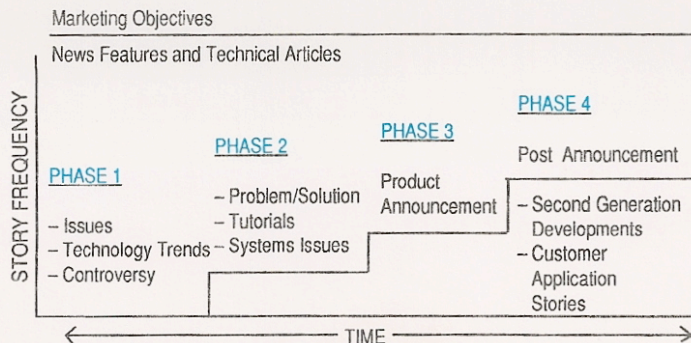 Marketing Objectives
News Features and Technical Articles
STORY FREQUENCY
PHASE 1
– Issues
– Technology Trends
– Controversy
PHASE 2
– Problem/Solution
– Tutorials
– Systems Issues
PHASE 3
Product
Announcement
PHASE 4
Post Announcement
– Second Generation
Developments
– Customer
Application
Stories
TIME